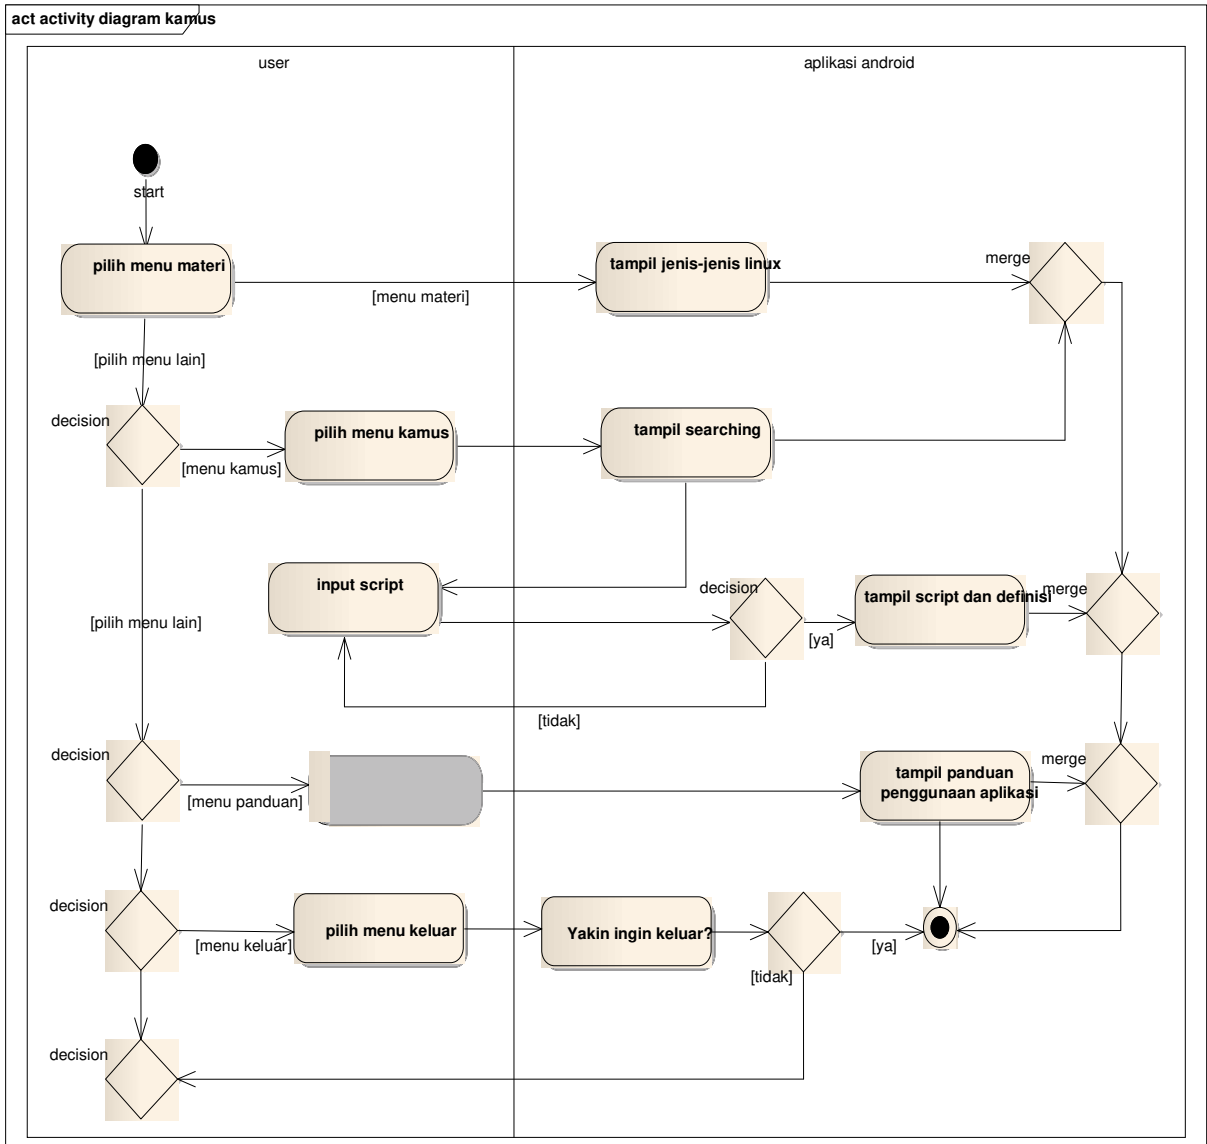 act activity diagram kamus
user
aplikasi android
start
pilih menu materi
[menu materi]
tampil jenis-jenis linux
merge
[pilih menu lain]
decision
[menu kamus]
pilih menu kamus
tampil searching
input script
decision
[ya]
tampil script dan definisi
merge
[pilih menu lain]
[tidak]
decision
[menu panduan]
tampil panduan
penggunaan aplikasi
merge
decision
[menu keluar]
pilih menu keluar
Yakin ingin keluar?
[tidak]
[ya]
decision